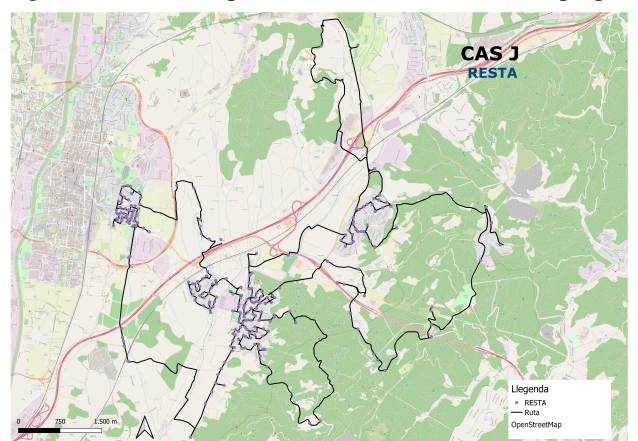 CAS J
RESTA
Llegenda
RESTA
Ruta
OpenStreetMap
0 750 1.500 m